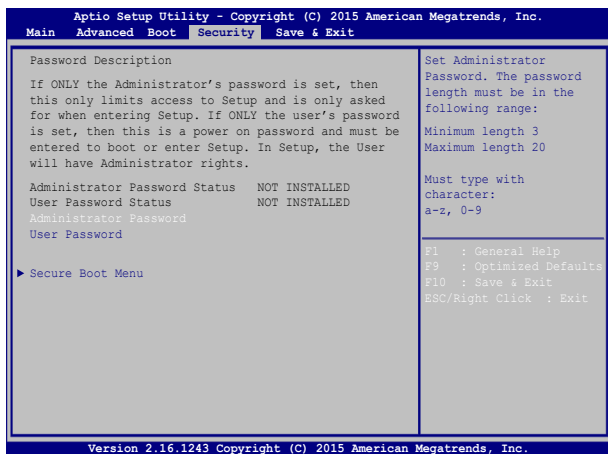 Aptio Setup Utility - Copyright (C) 2015 American Megatrends, Inc.
Main Advanced Boot Security Save & Exit
Password Description
If ONLY the Administrator's password is set, then
this only limits access to Setup and is only asked
for when entering Setup. If ONLY the user's password
is set, then this is a power on password and must be
entered to boot or enter Setup. In Setup, the User
will have Administrator rights.
Administrator Password Status NOT INSTALLED
User Password Status NOT INSTALLED
Administrator Password
User Password
Secure Boot Menu
Set Administrator
Password. The password
length must be in the
following range:
Minimum length 3
Maximum length 20
Must type with
character:
a-z, 0-9
F1 : General Help
F9 : Optimized Defaults
F10 : Save & Exit
ESC/Right Click : Exit
Version 2.16.1243 Copyright (C) 2015 American Megatrends, Inc.